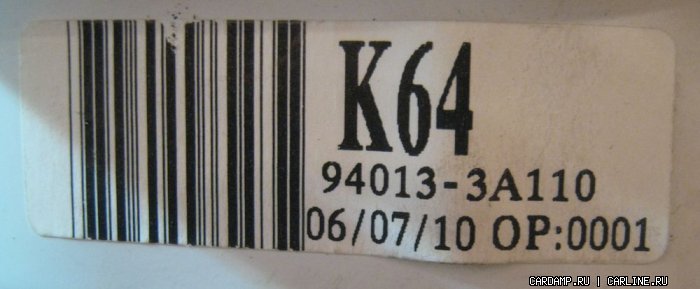 K64
94013-3A110
06/07/10 OP:0001
CARDAMP.RU | CARLINE.RU